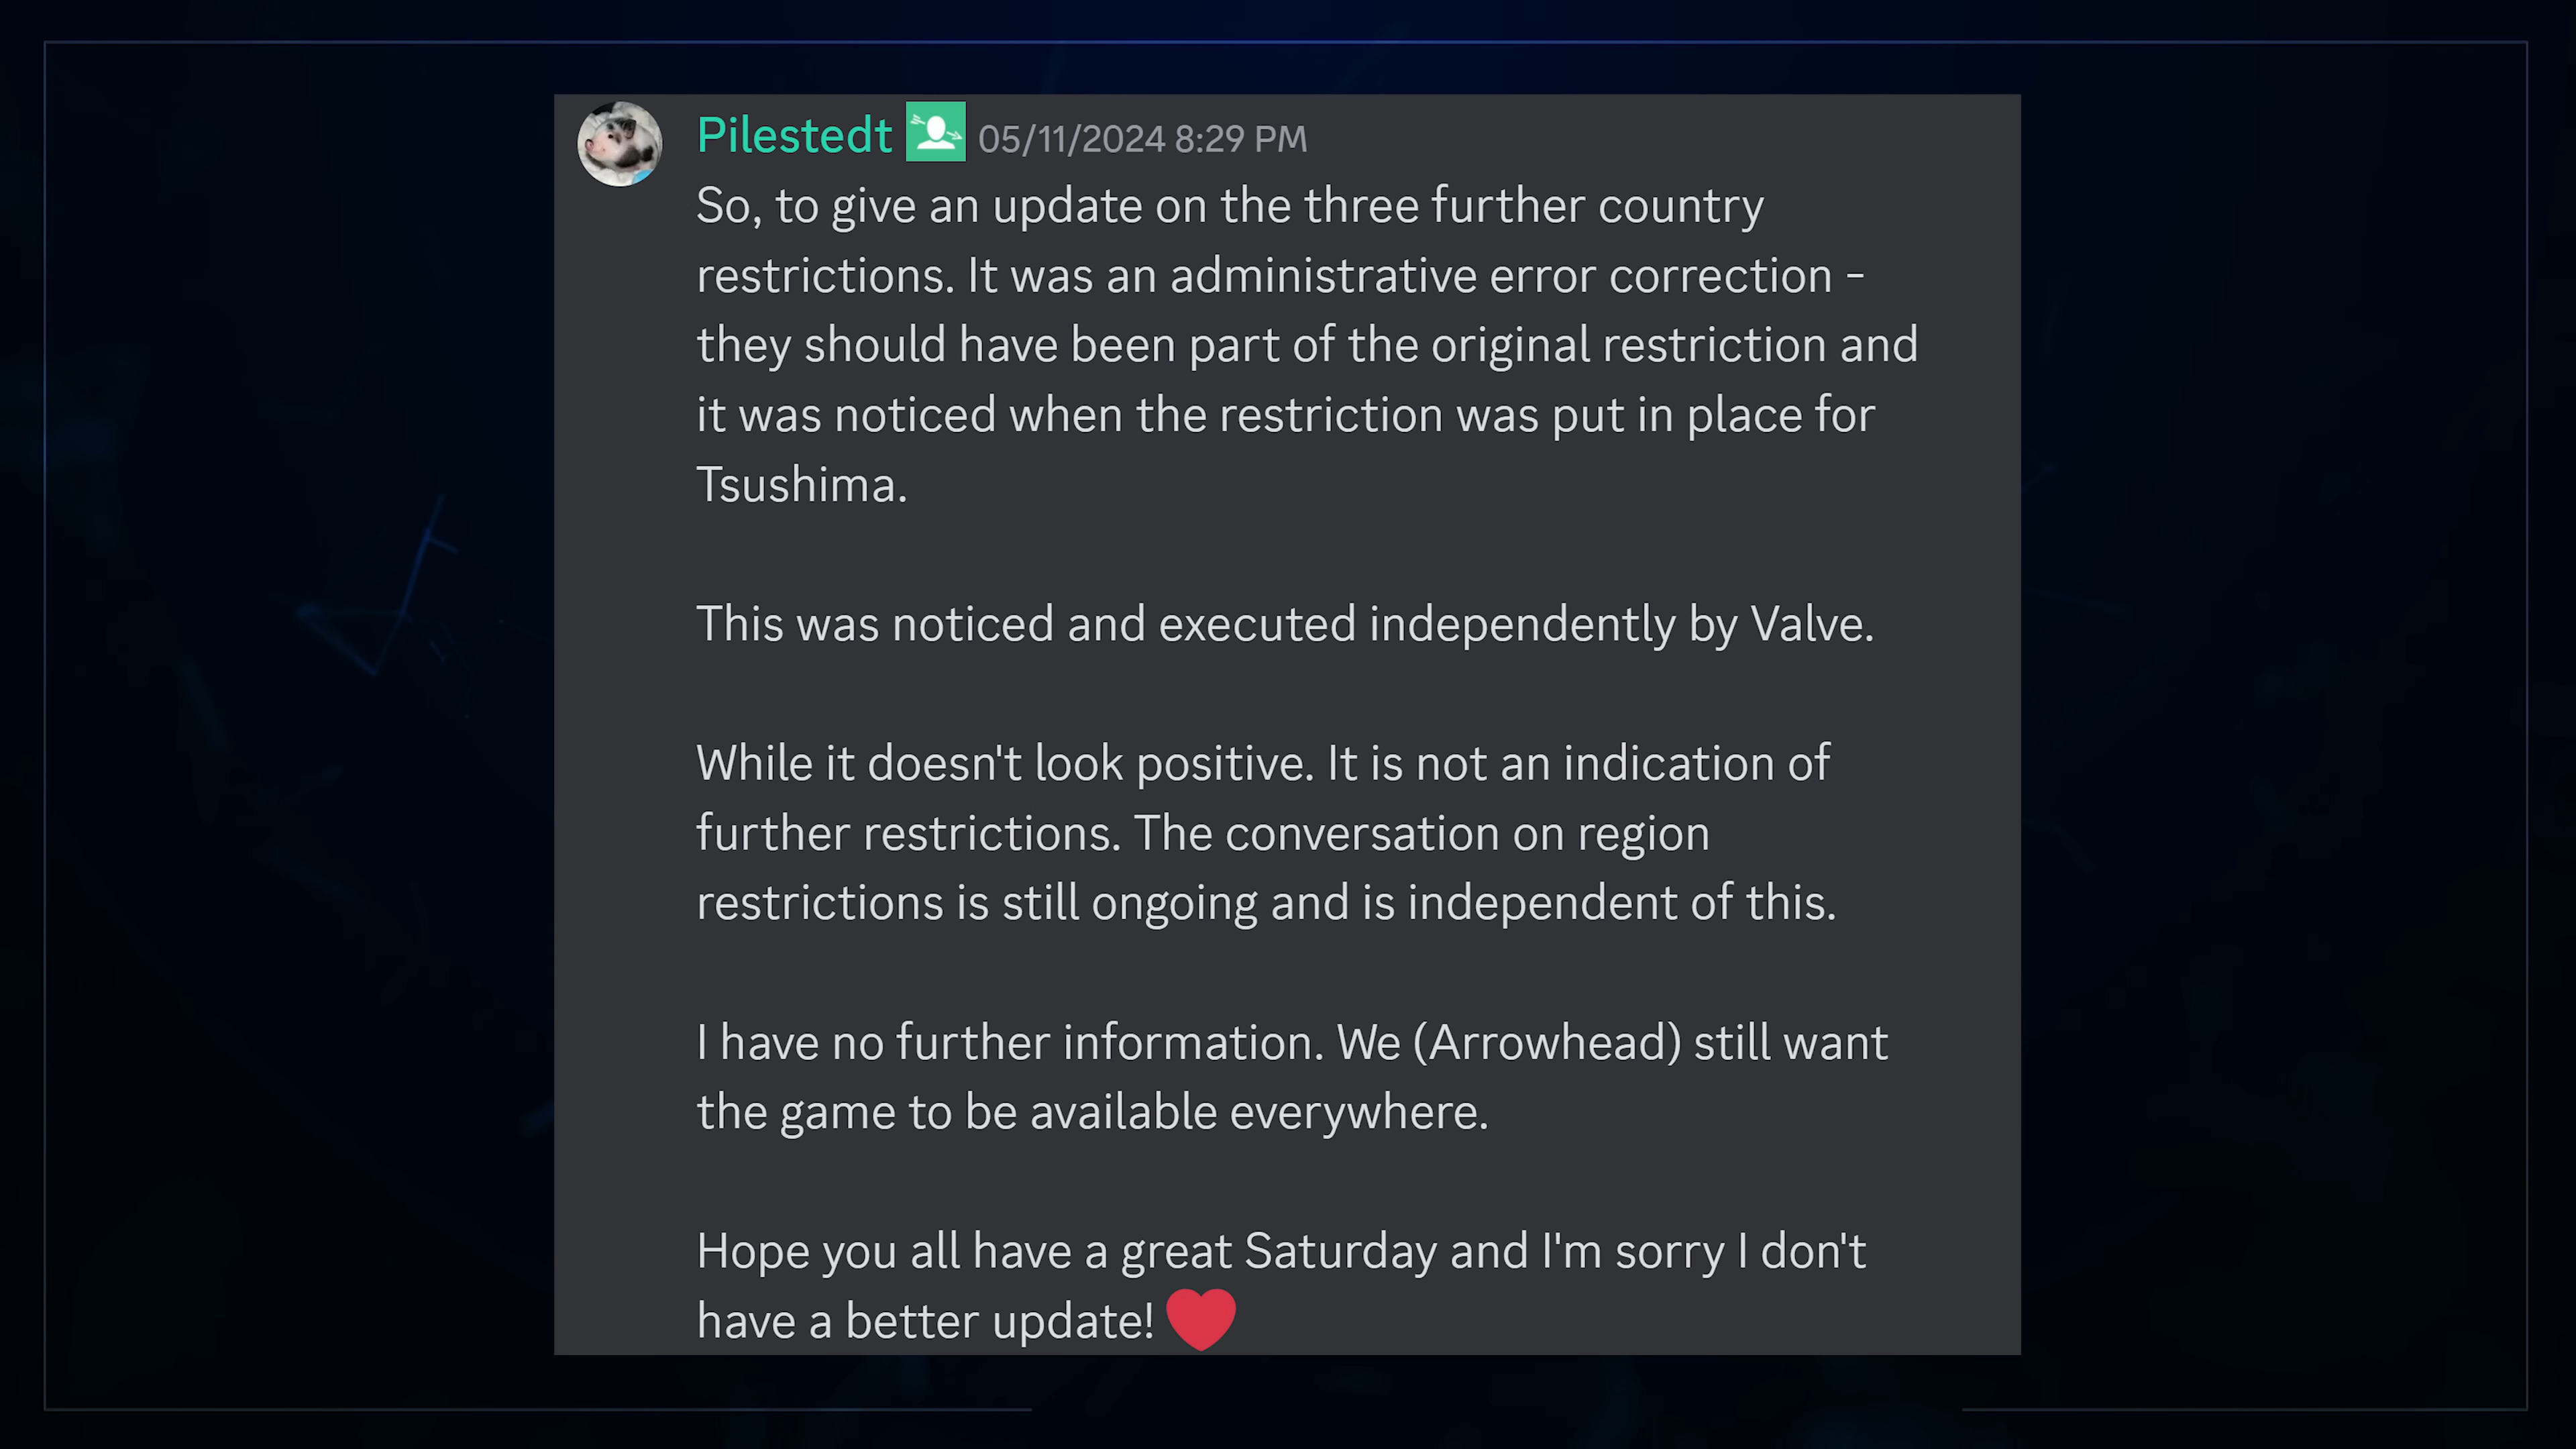 Pilestedt 05/11/2024 8:29 PM
So, to give an update on the three further country
restrictions. It was an administrative error correction -
they should have been part of the original restriction and
it was noticed when the restriction was put in place for
Tsushima.
This was noticed and executed independently by Valve.
While it doesn't look positive. It is not an indication of
further restrictions. The conversation on region
restrictions is still ongoing and is independent of this.
I have no further information. We (Arrowhead) still want
the game to be available everywhere.
Hope you all have a great Saturday and I'm sorry I don't
have a better update!